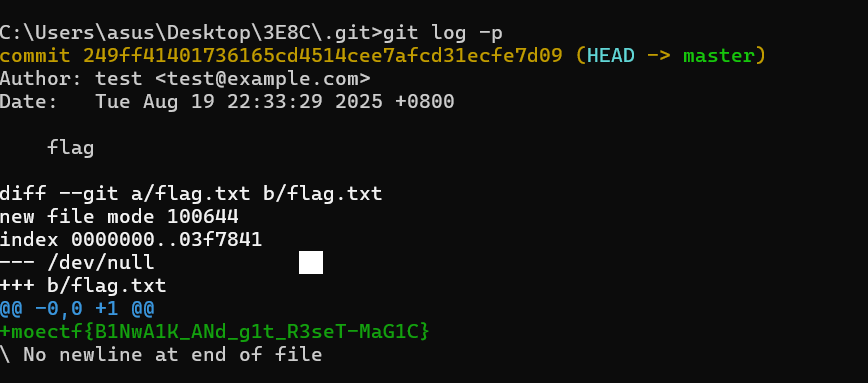 C:\Users\asus\Desktop\3E8C\.git>git log -p
commit 249ff41401736165cd4514cee7afcd31ecfe7d09 (HEAD -> master)
Author: test <test@example.com>
Date:   Tue Aug 19 22:33:29 2025 +0800
    flag
diff --git a/flag.txt b/flag.txt
new file mode 100644
index 0000000..03f7841
--- /dev/null
+++ b/flag.txt
@@ -0,0 +1 @@
+moectf{B1NwA1K_ANd_g1t_R3seT-MaG1C}
\ No newline at end of file